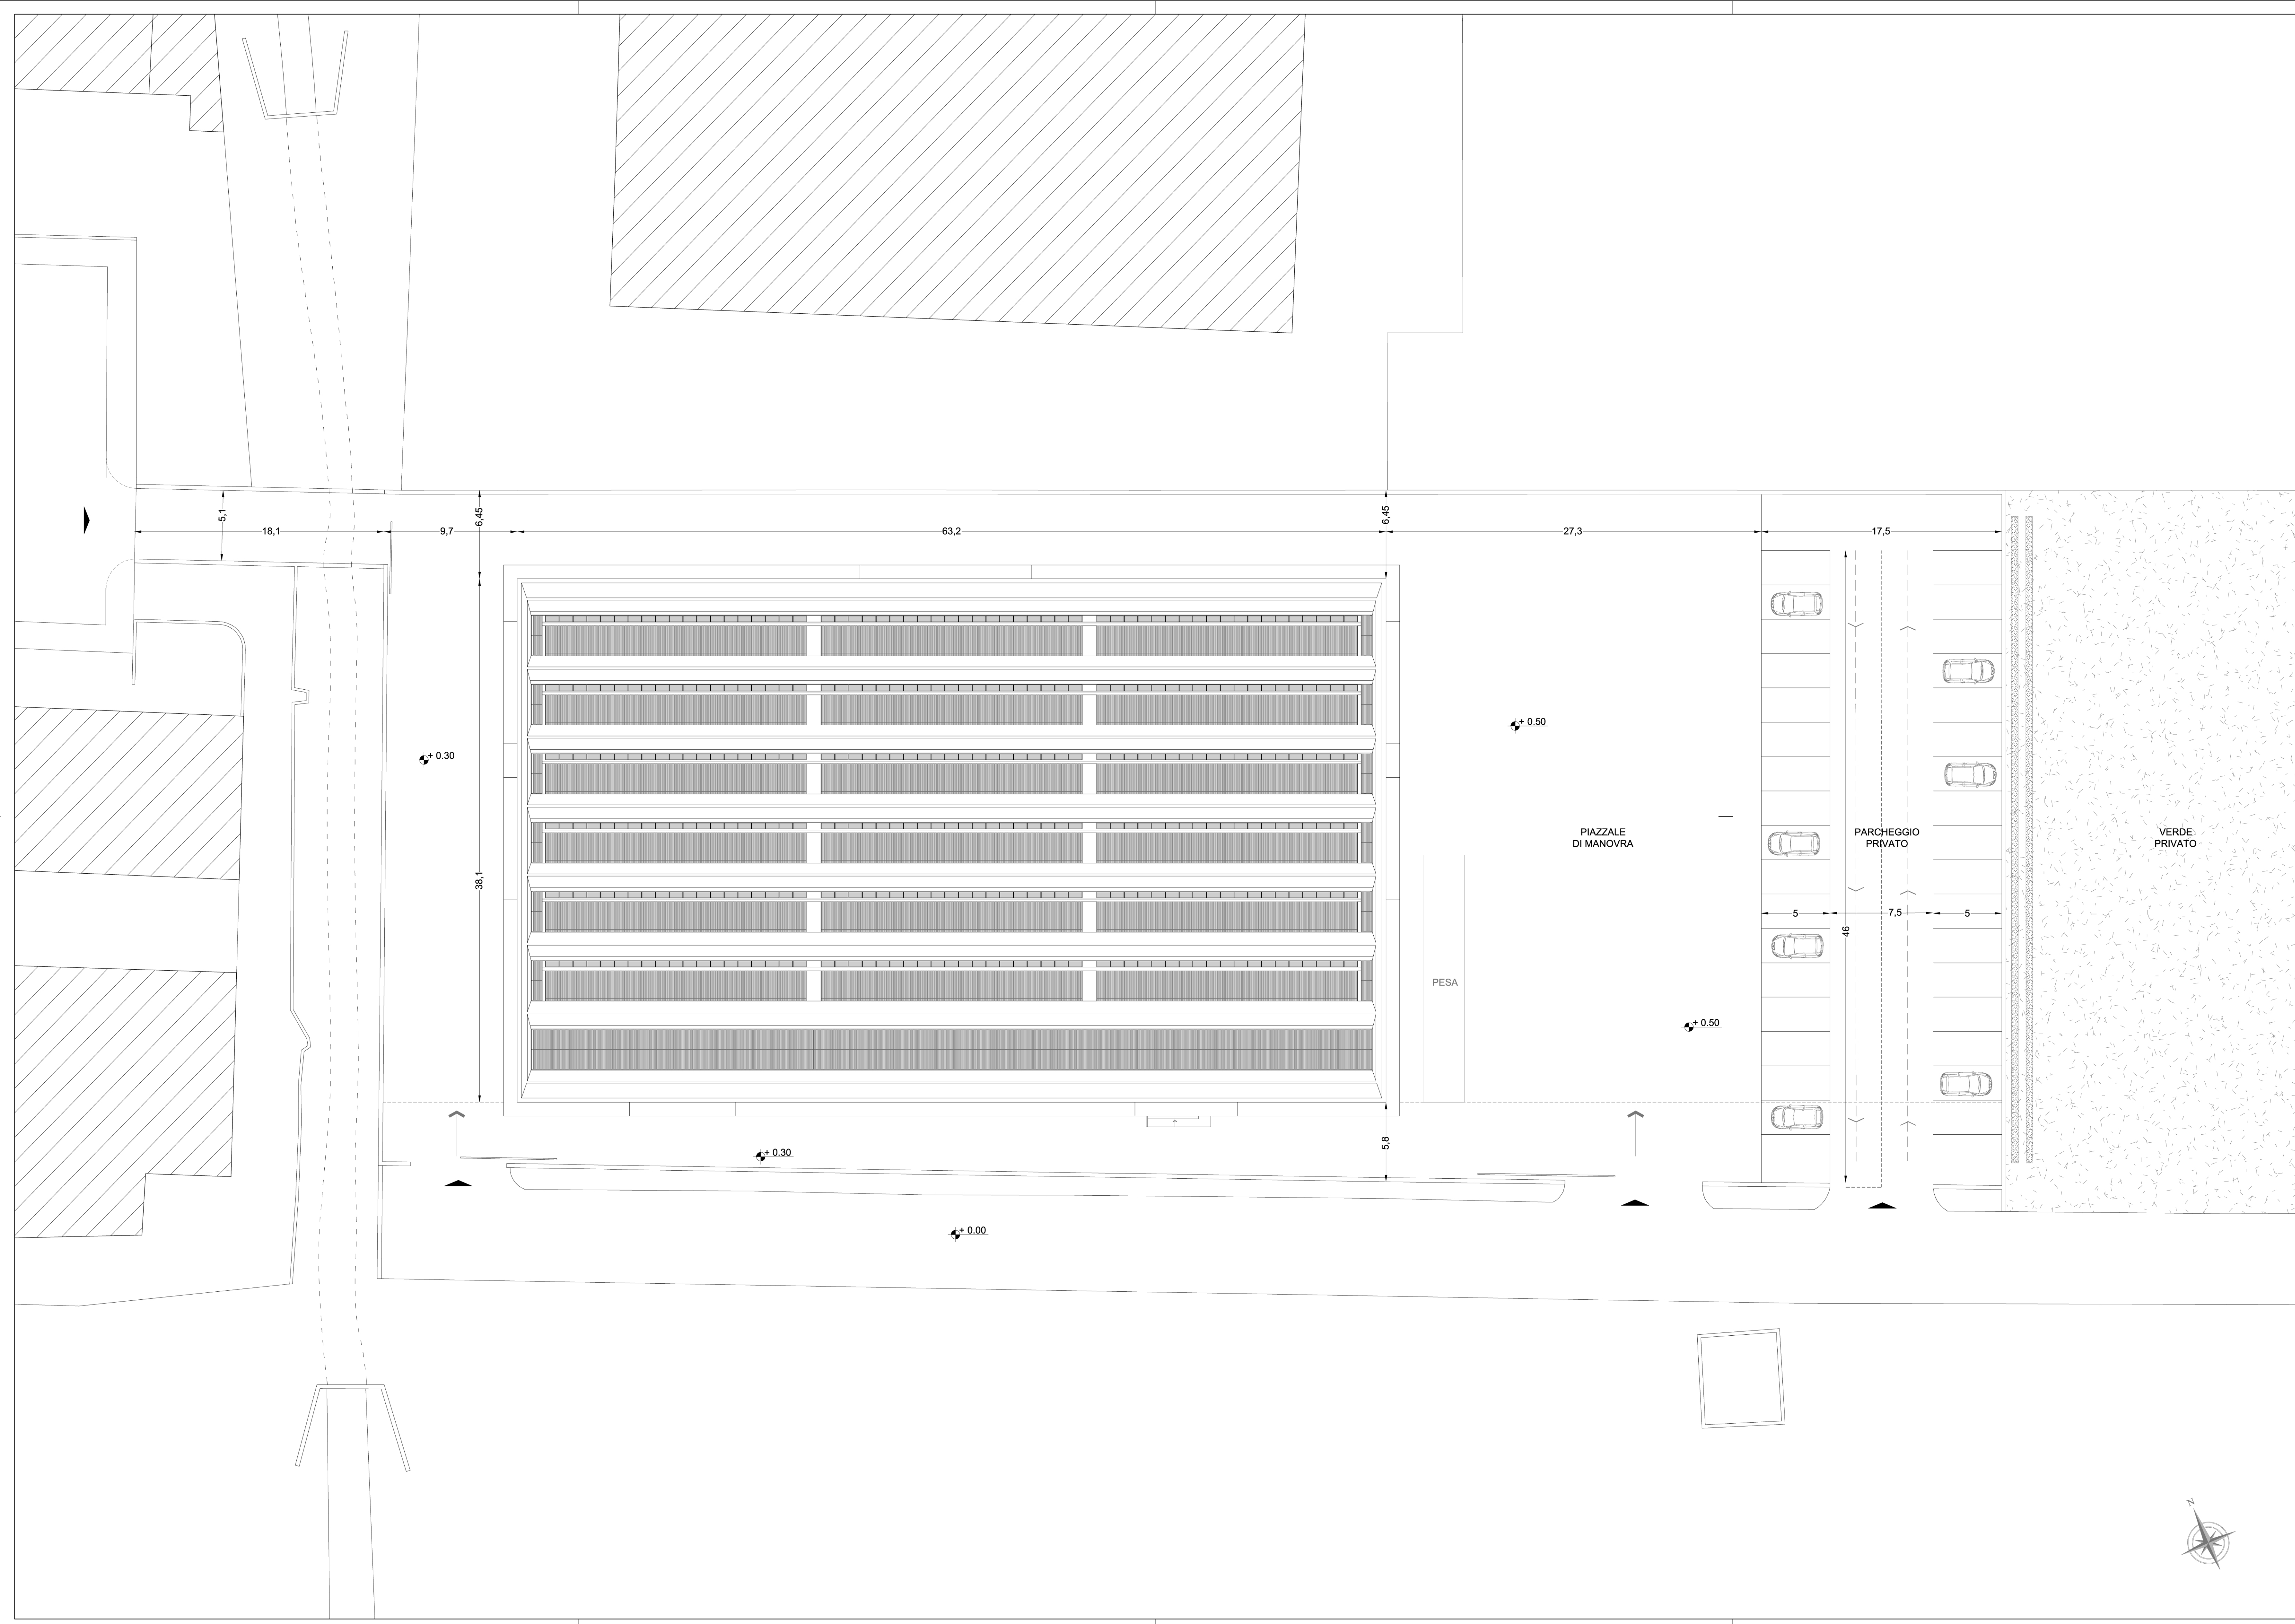 5,1
18,1
9,7
6,45
63,2
6,45
27,3
17,5
+ 0.50
+ 0.30
PIAZZALE
DI MANOVRA
PARCHEGGIO
PRIVATO
VERDE
PRIVATO
38,1
5
7,5
5
46
PESA
+ 0.50
5,8
+ 0.30
+ 0.00
N